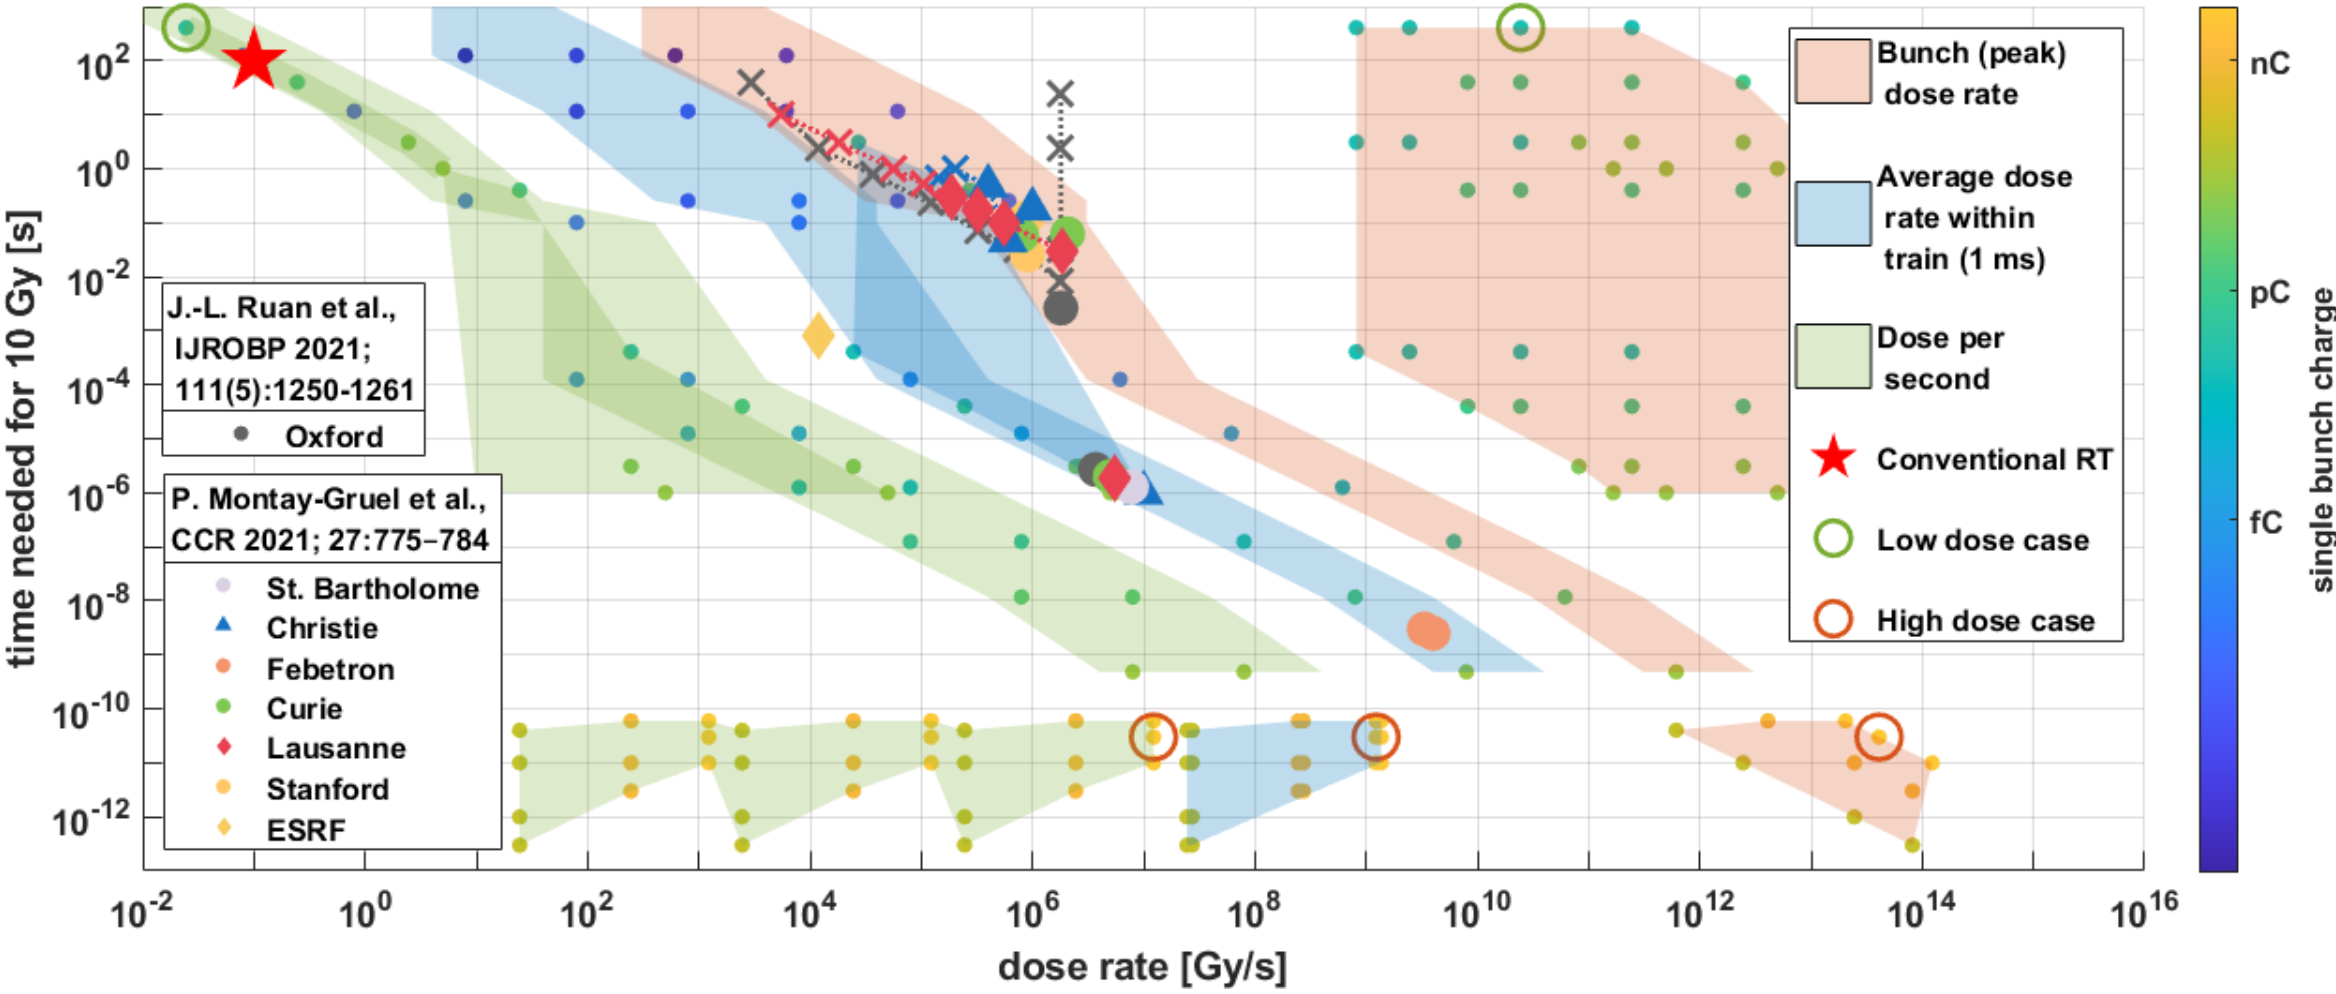 time needed for 10 Gy [s]
10^2
10^0
10^-2
10^-4
10^-6
10^-8
10^-10
10^-12
J.-L. Ruan et al.,
IJROBP 2021;
111(5):1250-1261
Oxford
P. Montay-Gruel et al.,
CCR 2021; 27:775–784
St. Bartholome
Christie
Febetron
Curie
Lausanne
Stanford
ESRF
Bunch (peak)
dose rate
Average dose
rate within
train (1 ms)
Dose per
second
Conventional RT
Low dose case
High dose case
10^-2
10^0
10^2
10^4
10^6
10^8
10^10
10^12
10^14
10^16
dose rate [Gy/s]
nC
pC
fC
single bunch charge